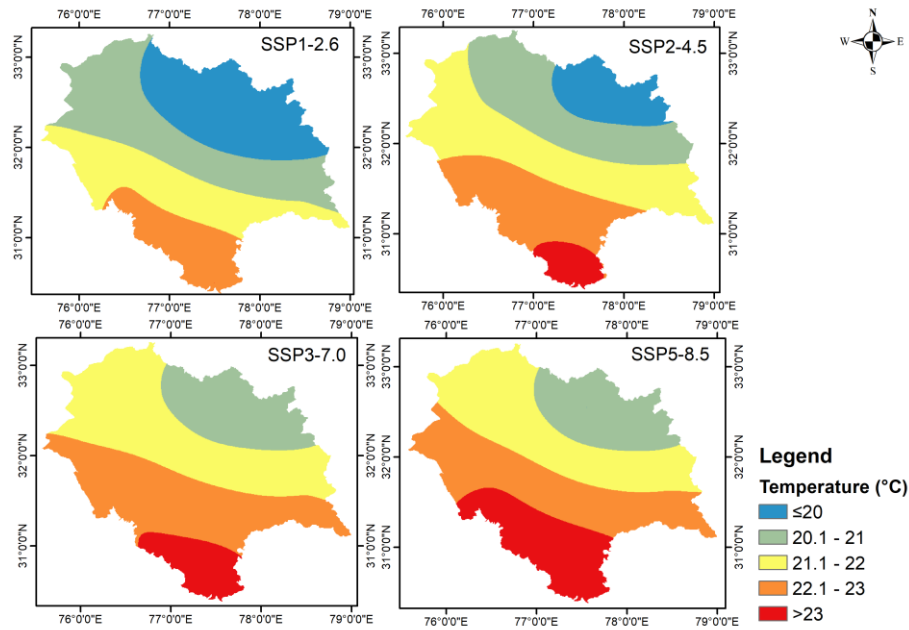 76°0'0"E 77°0'0"E 78°0'0"E 79°0'0"E
76°0'0"E 77°0'0"E 78°0'0"E 79°0'0"E
N
W E
S
SSP1-2.6
SSP2-4.5
33°0'0"N
32°0'0"N
31°0'0"N
33°0'0"N
32°0'0"N
31°0'0"N
76°0'0"E 77°0'0"E 78°0'0"E 79°0'0"E
76°0'0"E 77°0'0"E 78°0'0"E 79°0'0"E
SSP3-7.0
SSP5-8.5
33°0'0"N
32°0'0"N
31°0'0"N
33°0'0"N
32°0'0"N
31°0'0"N
76°0'0"E 77°0'0"E 78°0'0"E 79°0'0"E
76°0'0"E 77°0'0"E 78°0'0"E 79°0'0"E
Legend
Temperature (°C)
≤20
20.1 - 21
21.1 - 22
22.1 - 23
>23